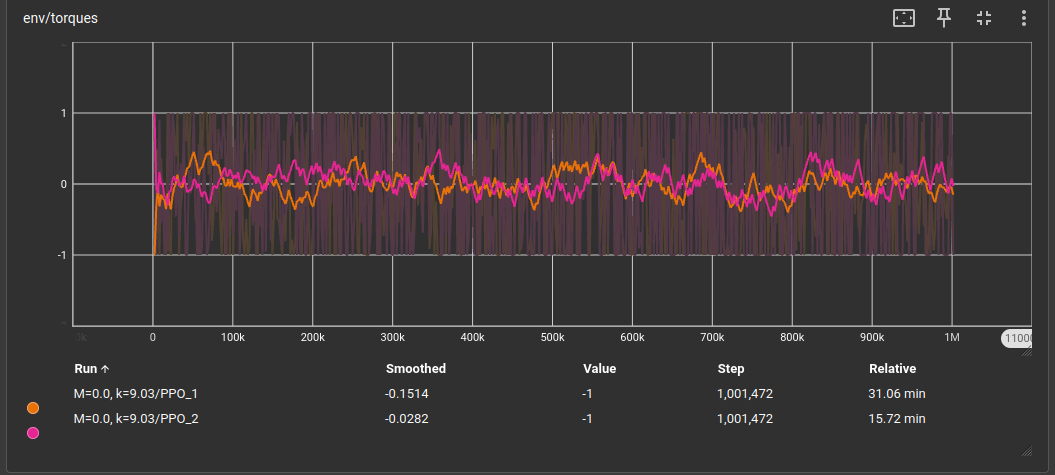 env/torques
1
0
-1
0 100k 200k 300k 400k 500k 600k 700k 800k 900k 1M
Run Smoothed Value Step Relative
M=0.0, k=9.03/PPO_1 -0.1514 -1 1,001,472 31.06 min
M=0.0, k=9.03/PPO_2 -0.0282 -1 1,001,472 15.72 min